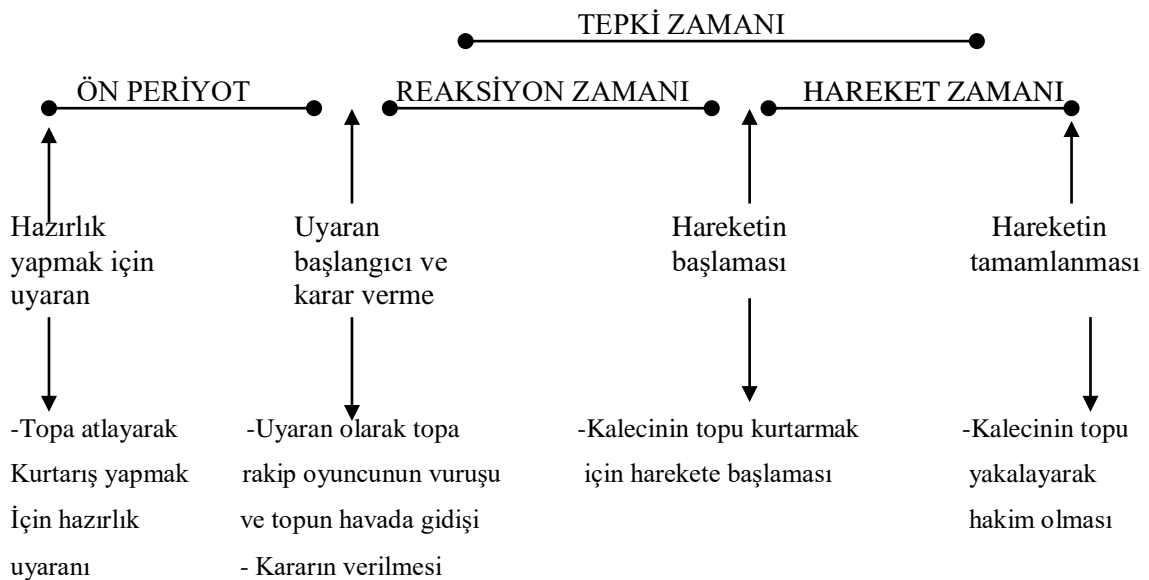 TEPKİ ZAMANI
ÖN PERİYOT
REAKSİYON ZAMANI
HAREKET ZAMANI
Hazırlık
yapmak için
uyaran
Uyaran
başlangıcı ve
karar verme
Hareketin
başlaması
Hareketin
tamamlanması
-Topa atlayarak
Kurtarış yapmak
İçin hazırlık
uyaranı
-Uyaran olarak topa
rakip oyuncunun vuruşu
ve topun havada gidişi
- Kararın verilmesi
-Kalecinin topu kurtarmak
için harekete başlaması
-Kalecinin topu
yakalayarak
hakim olması